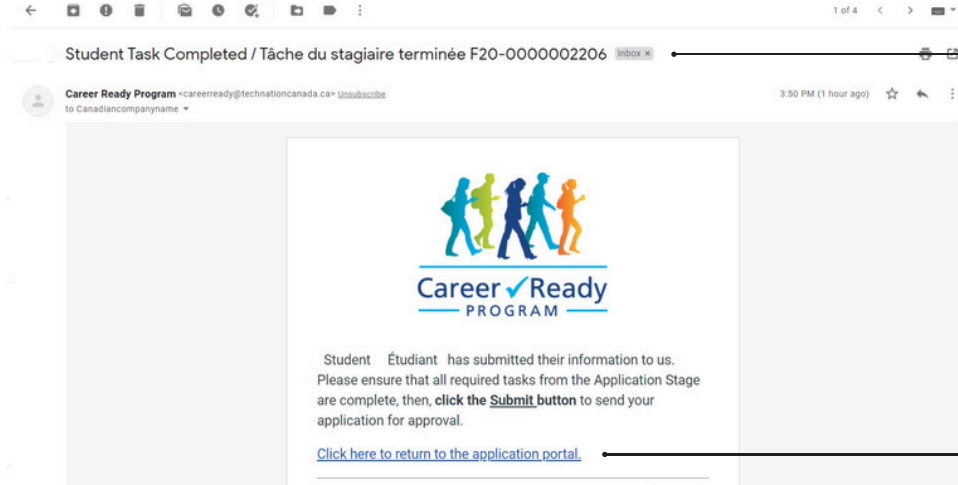 1 of 4
Student Task Completed / Tâche du stagiaire terminée F20-0000002206 Inbox ×
Career Ready Program <careerready@technationcanada.ca> Unsubscribe
3:50 PM (1 hour ago)
to Canadiancompanyname
Career Ready
PROGRAM
Student Étudiant has submitted their information to us.
Please ensure that all required tasks from the Application Stage
are complete, then, click the Submit button to send your
application for approval.
Click here to return to the application portal.